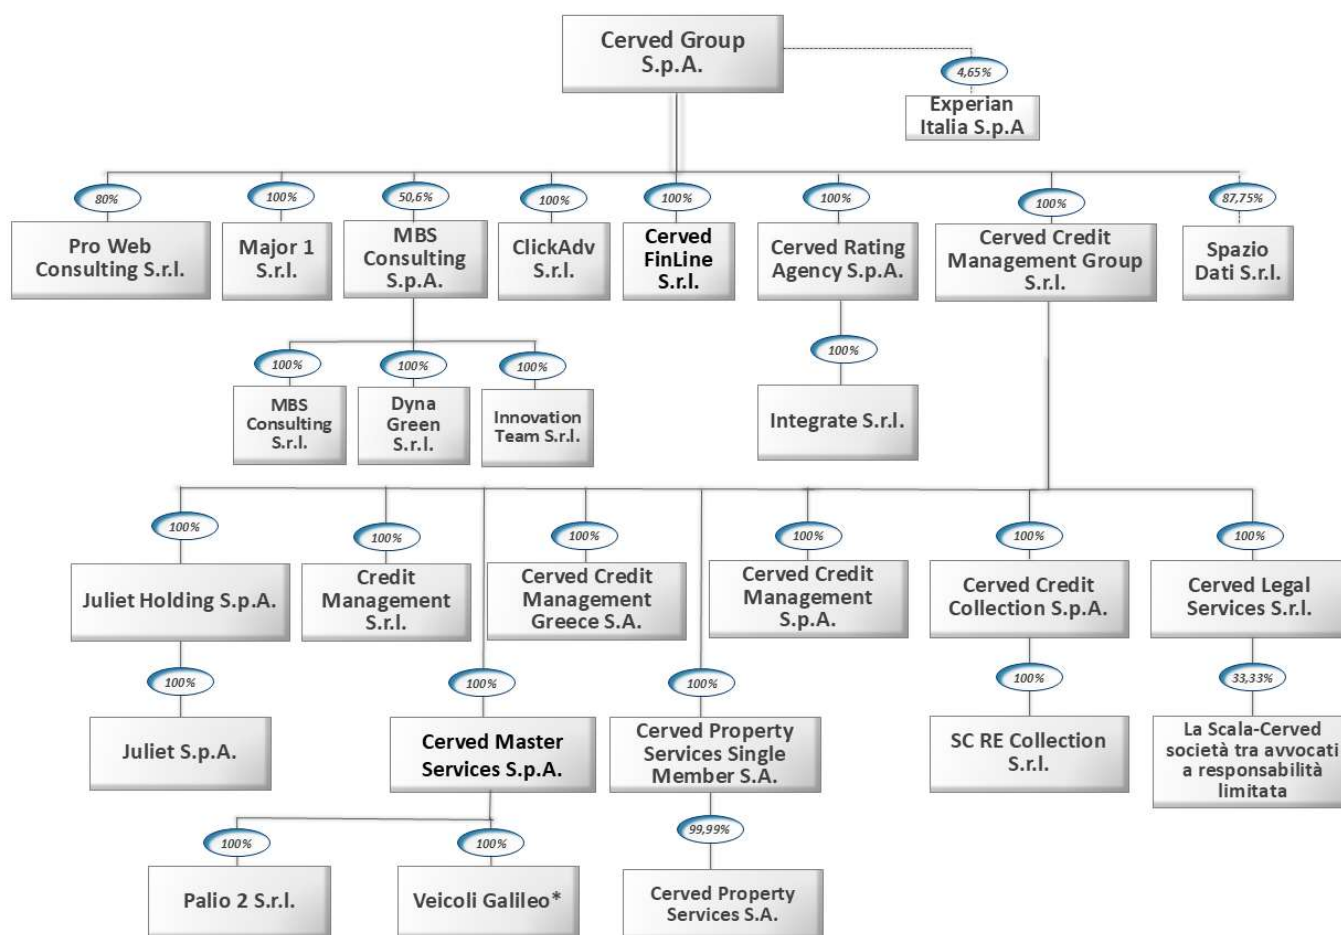 Cerved Group
S.p.A.
4,65%
Experian
Italia S.p.A
80%
Pro Web
Consulting S.r.l.
100%
Major 1
S.r.l.
50,6%
MBS
Consulting
S.p.A.
100%
ClickAdv
S.r.l.
100%
Cerved
FinLine
S.r.l.
100%
Cerved Rating
Agency S.p.A.
100%
Cerved Credit
Management Group
S.r.l.
87,75%
Spazio
Dati S.r.l.
100%
MBS
Consulting
S.r.l.
100%
Dyna
Green
S.r.l.
100%
Innovation
Team S.r.l.
100%
Integrate S.r.l.
100%
Juliet Holding S.p.A.
100%
Credit
Management
S.r.l.
100%
Cerved Credit
Management
Greece S.A.
100%
Cerved Credit
Management
S.p.A.
100%
Cerved Credit
Collection S.p.A.
100%
Cerved Legal
Services S.r.l.
100%
Juliet S.p.A.
100%
Cerved Master
Services S.p.A.
100%
Cerved Property
Services Single
Member S.A.
100%
SC RE Collection
S.r.l.
33,33%
La Scala-Cerved
società tra avvocati
a responsabilità
limitata
100%
Palio 2 S.r.l.
100%
Veicoli Galileo*
99,99%
Cerved Property
Services S.A.